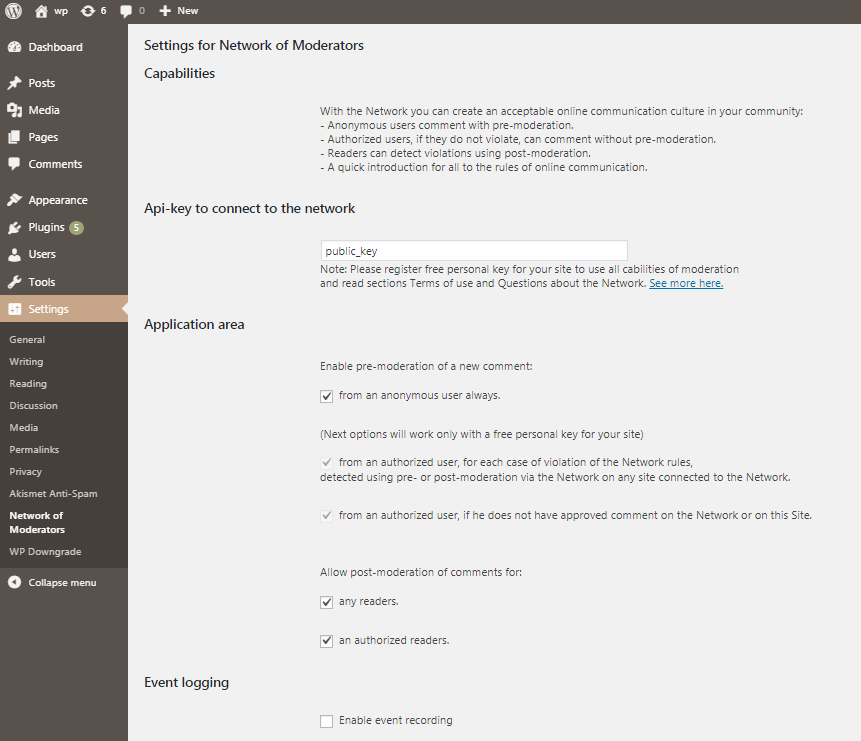 wp 6 0 New
Dashboard
Posts
Media
Pages
Comments
Appearance
Plugins 5
Users
Tools
Settings
General
Writing
Reading
Discussion
Media
Permalinks
Privacy
Akismet Anti-Spam
Network of
Moderators
WP Downgrade
Collapse menu
Settings for Network of Moderators
Capabilities
With the Network you can create an acceptable online communication culture in your community:
- Anonymous users comment with pre-moderation.
- Authorized users, if they do not violate, can comment without pre-moderation.
- Readers can detect violations using post-moderation.
- A quick introduction for all to the rules of online communication.
Api-key to connect to the network
public_key
Note: Please register free personal key for your site to use all cabilities of moderation
and read sections Terms of use and Questions about the Network. See more here.
Application area
Enable pre-moderation of a new comment:
from an anonymous user always.
(Next options will work only with a free personal key for your site)
from an authorized user, for each case of violation of the Network rules,
detected using pre- or post-moderation via the Network on any site connected to the Network.
from an authorized user, if he does not have approved comment on the Network or on this Site.
Allow post-moderation of comments for:
any readers.
an authorized readers.
Event logging
Enable event recording